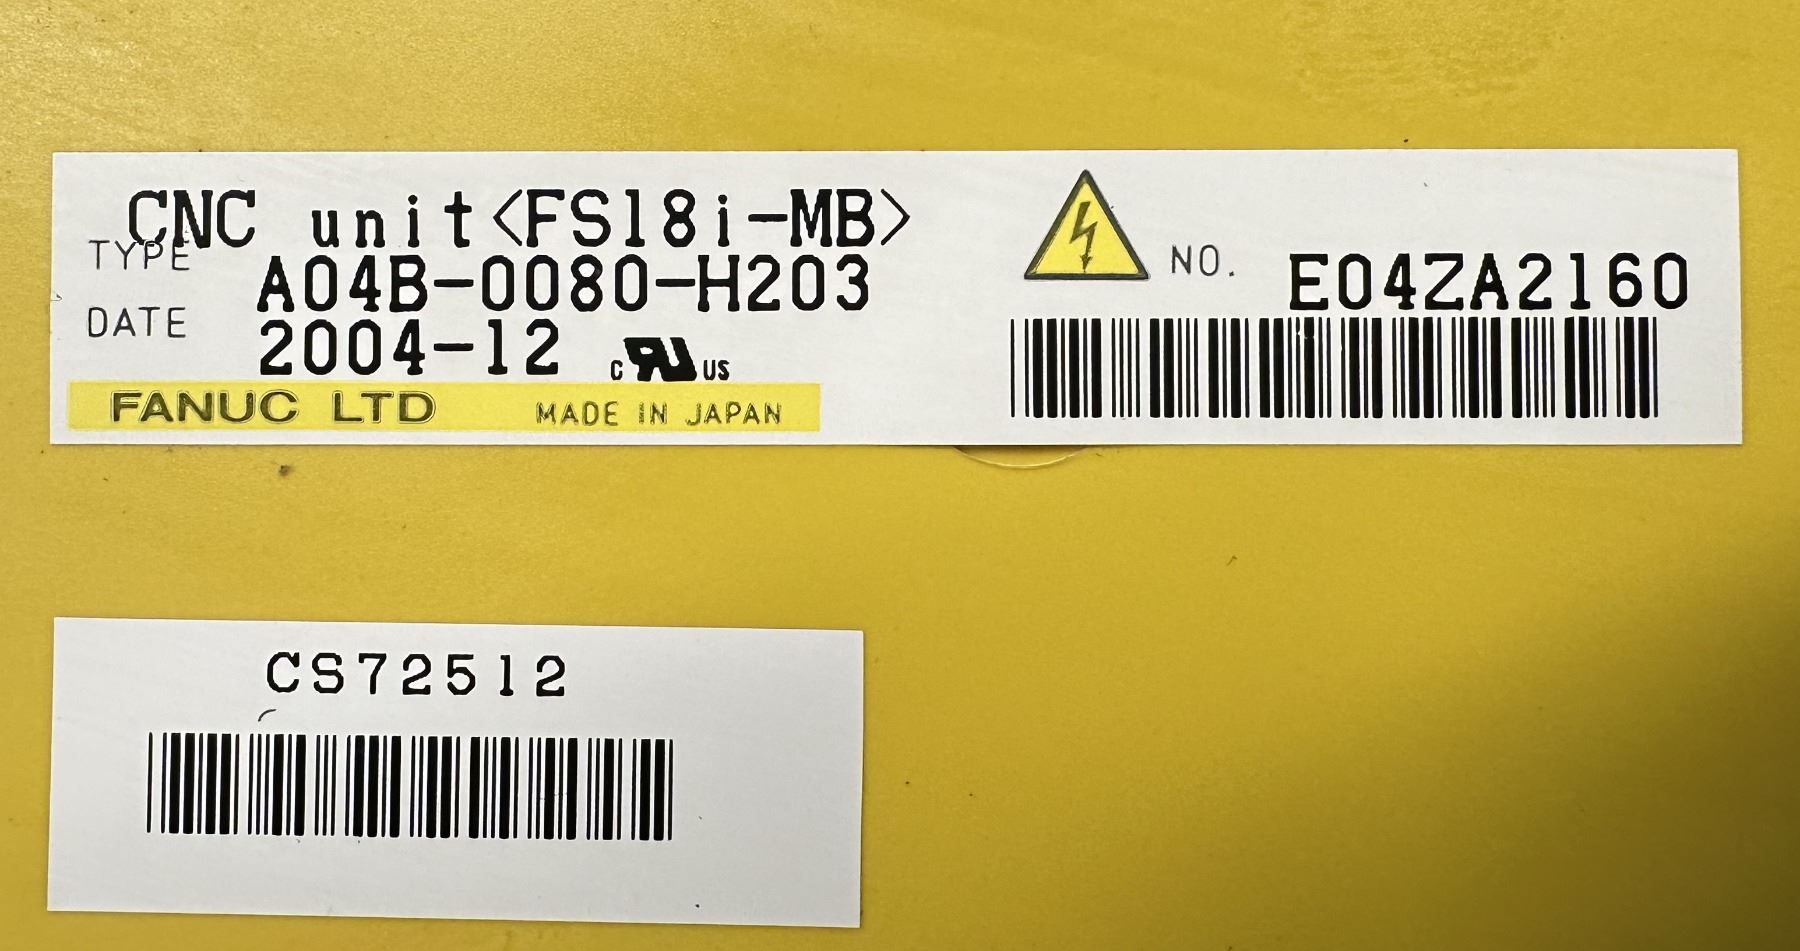 CNC unit<FS18i-MB>
TYPE A04B-0080-H203
DATE 2004-12
c RU US
FANUC LTD MADE IN JAPAN
NO. E04ZA2160
CS72512